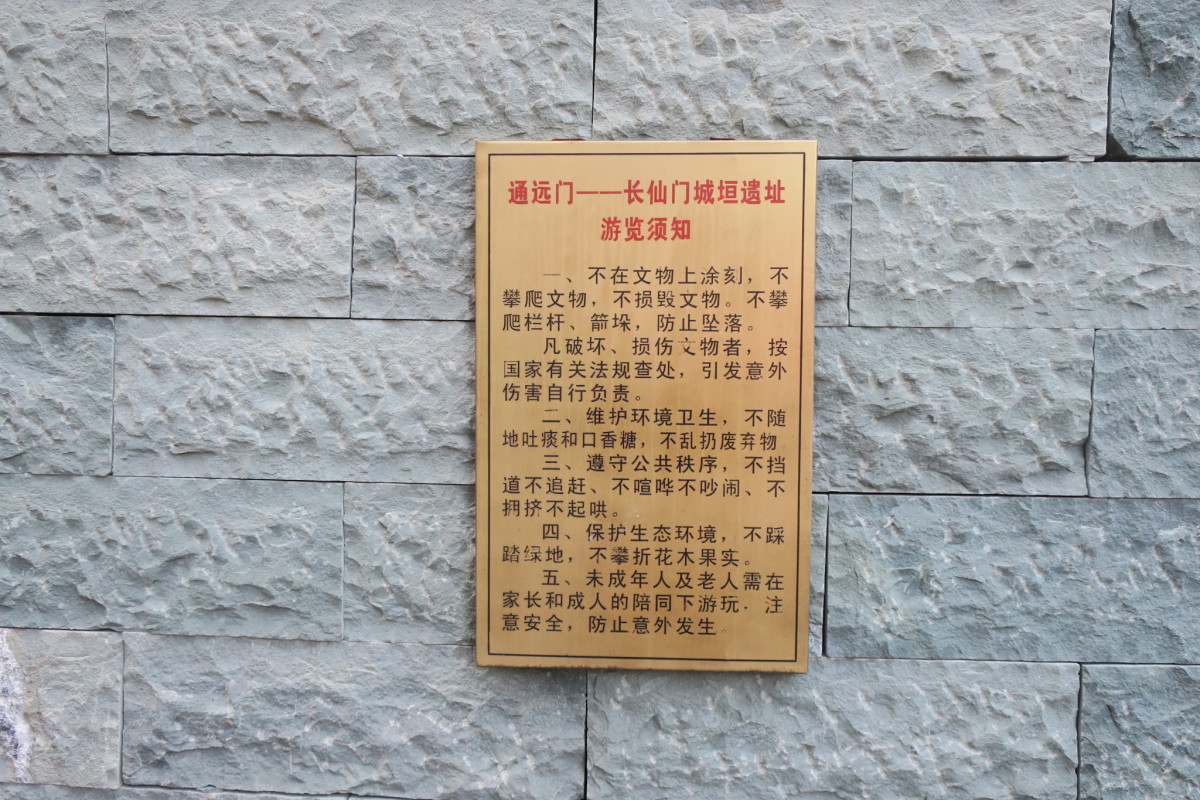 通远门——长仙门城垣遗址
游览须知
一、不在文物上涂刻，不
攀爬文物，不损毁文物。不攀
爬栏杆、箭垛，防止坠落。
凡破坏、损伤文物者，按
国家有关法规查处，引发意外
伤害自行负责。
二、维护环境卫生，不随
地吐痰和口香糖，不乱扔废弃物
三、遵守公共秩序，不挡
道不追赶、不喧哗不吵闹、不
拥挤不起哄。
四、保护生态环境，不踩
踏绿地，不攀折花木果实。
五、未成年人及老人需在
家长和成人的陪同下游玩．注
意安全，防止意外发生。